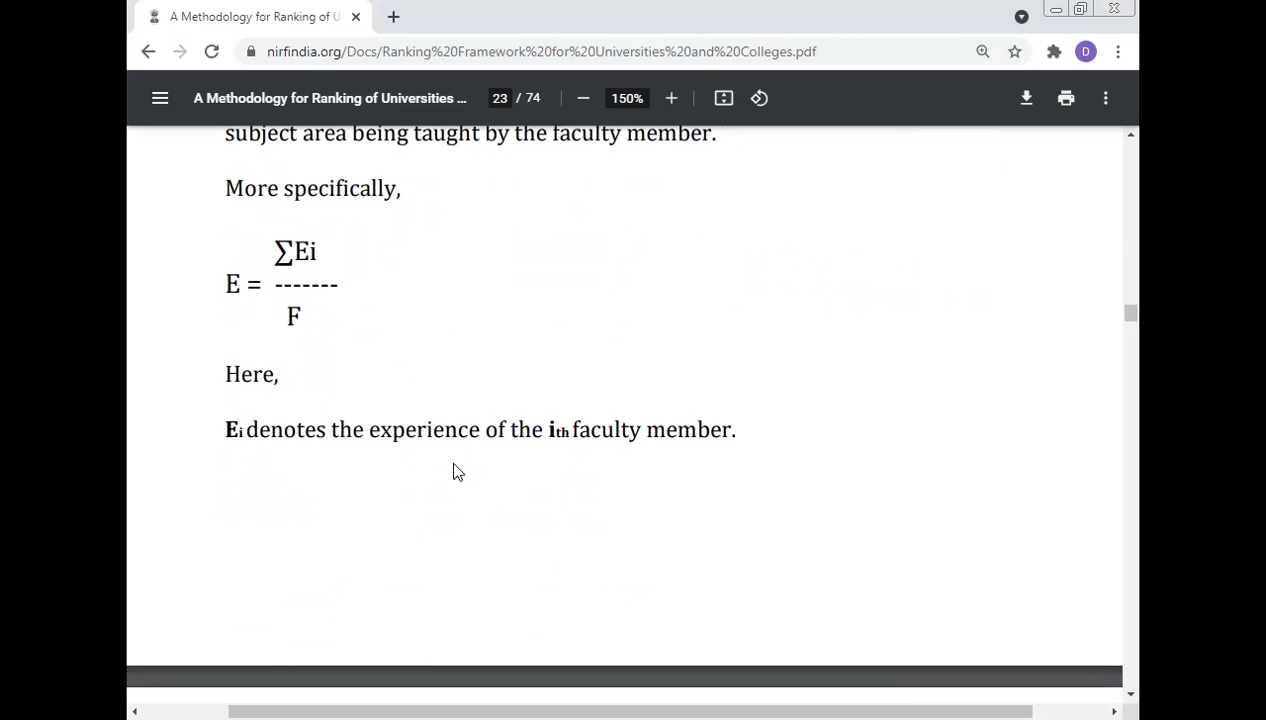 A Methodology for Ranking of U
nirfindia.org/Docs/Ranking%20Framework%20for%20Universities%20and%20Colleges.pdf
D
A Methodology for Ranking of Universities ...
23 / 74
150%
subject area being taught by the faculty member.
More specifically,
∑Ei
E = -------
F
Here,
Ei denotes the experience of the ith faculty member.